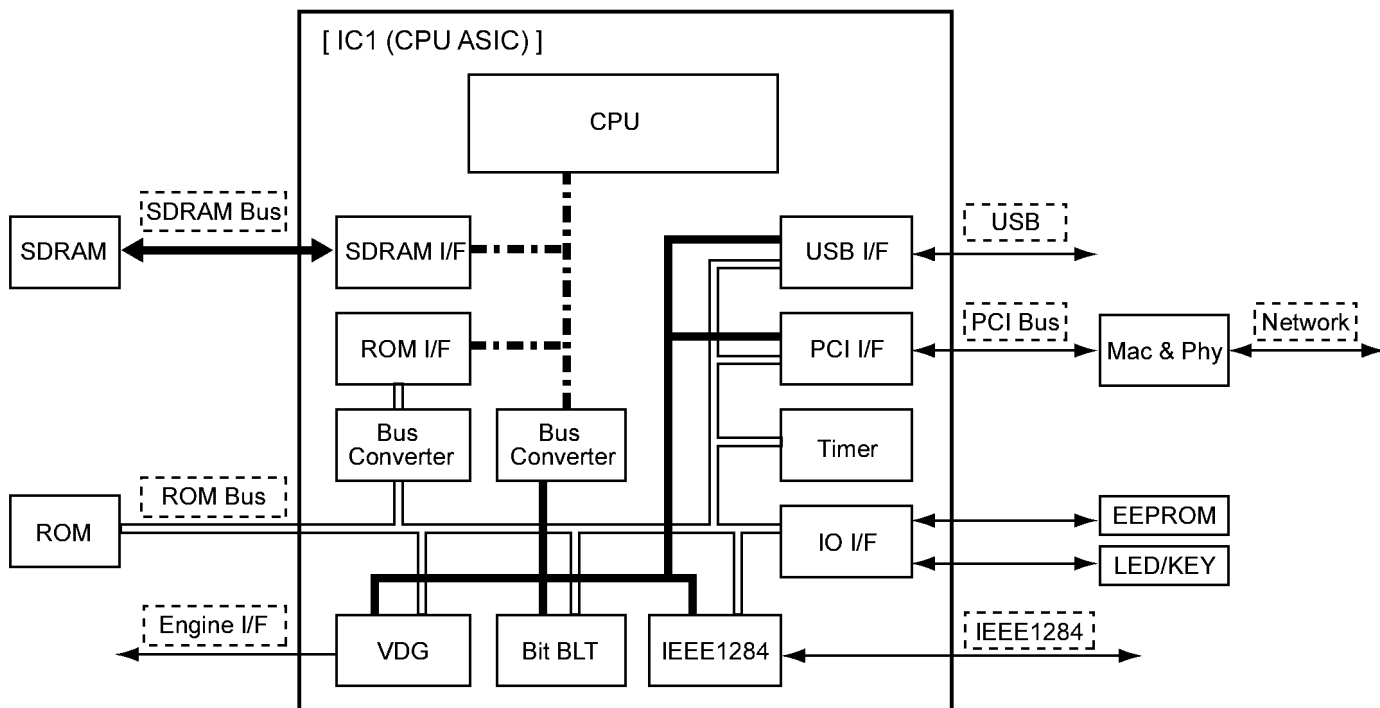 [ IC1 (CPU ASIC) ]
CPU
SDRAM Bus
SDRAM
SDRAM I/F
USB I/F
USB
ROM I/F
PCI I/F
PCI Bus
Mac & Phy
Network
Bus
Converter
Bus
Converter
Timer
ROM Bus
ROM
IO I/F
EEPROM
LED/KEY
Engine I/F
VDG
Bit BLT
IEEE1284
IEEE1284